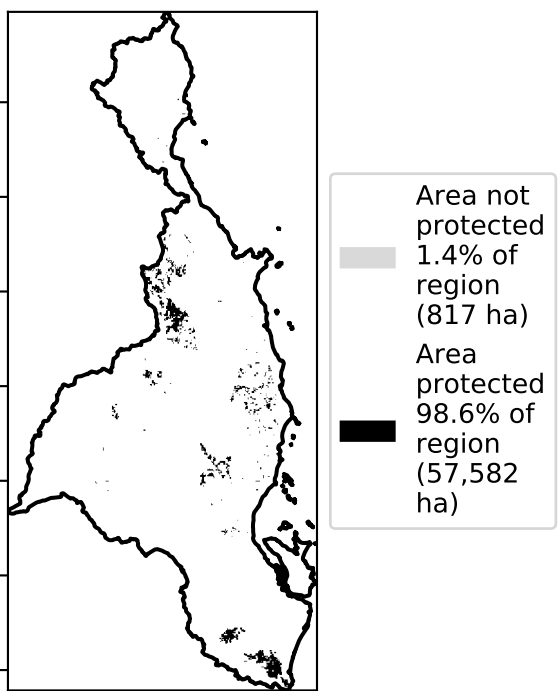 Area not
protected
1.4% of
region
(817 ha)
Area
protected
98.6% of
region
(57,582
ha)